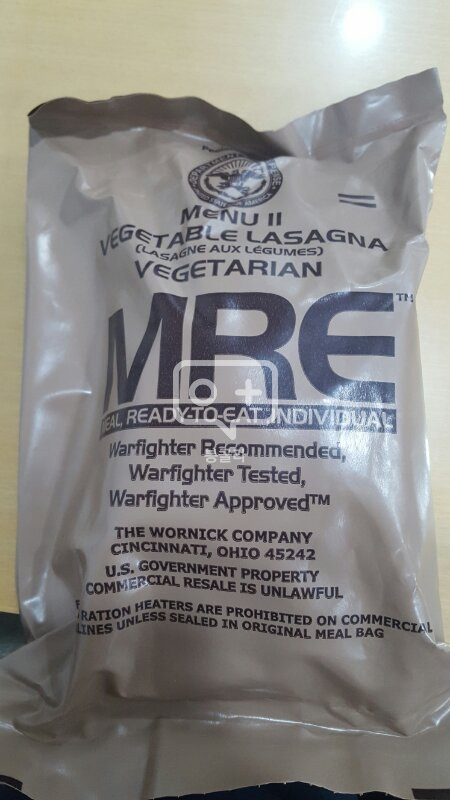 MENU 11
VEGETABLE LASAGNA
(LASAGNE AUX LÉGUMES)
VEGETARIAN
MRE™
MEAL, READY-TO-EAT, INDIVIDUAL
Warfighter Recommended,
Warfighter Tested,
Warfighter Approved™
THE WORNICK COMPANY
CINCINNATI, OHIO 45242
U.S. GOVERNMENT PROPERTY
COMMERCIAL RESALE IS UNLAWFUL
RATION HEATERS ARE PROHIBITED ON COMMERCIAL
LINES UNLESS SEALED IN ORIGINAL MEAL BAG